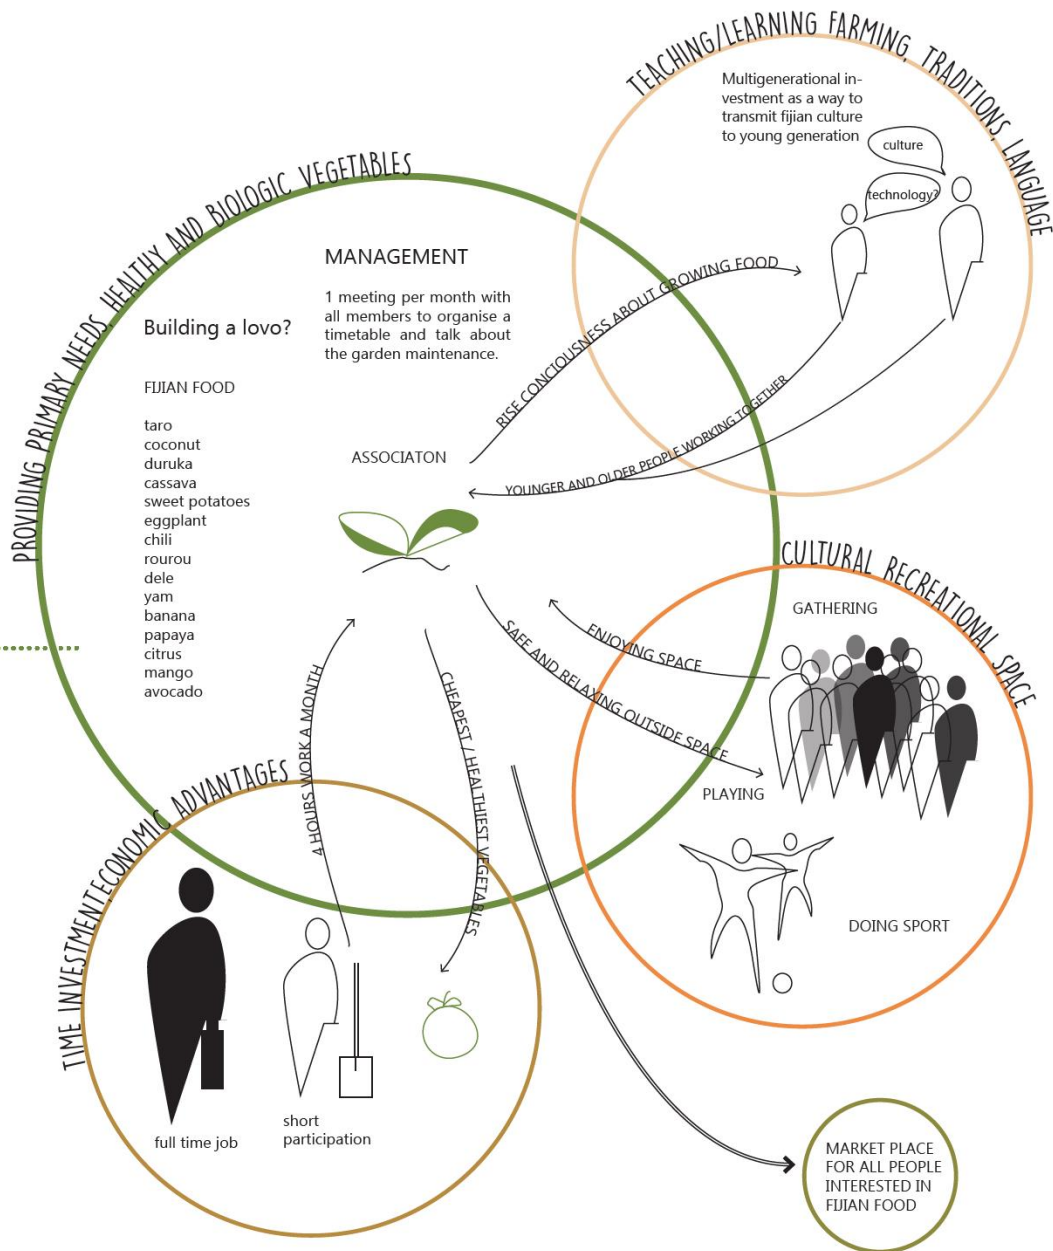 TEACHING/LEARNING FARMING, TRADITIONS, LANGUAGE
Multigenerational in-
vestment as a way to
transmit fijian culture
to young generation
culture
technology?
PROVIDING PRIMARY NEEDS, HEALTHY AND BIOLOGIC VEGETABLES
MANAGEMENT
1 meeting per month with
all members to organise a
timetable and talk about
the garden maintenance.
Building a lovo?
FIJIAN FOOD
taro
coconut
duruka
cassava
sweet potatoes
eggplant
chili
rourou
dele
yam
banana
papaya
citrus
mango
avocado
ASSOCIATON
RISE CONCIOUSNESS ABOUT GROWING FOOD
YOUNGER AND OLDER PEOPLE WORKING TOGETHER
CULTURAL RECREATIONAL SPACE
GATHERING
ENJOYING SPACE
SAFE AND RELAXING OUTSIDE SPACE
PLAYING
DOING SPORT
TIME INVESTMENT,ECONOMIC ADVANTAGES
4 HOURS WORK A MONTH
CHEAPEST / HEALTHIEST VEGETABLES
full time job
short
participation
MARKET PLACE
FOR ALL PEOPLE
INTERESTED IN
FIJIAN FOOD